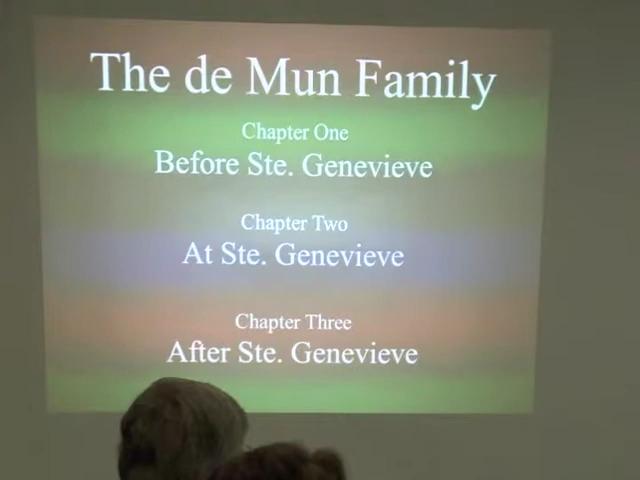 The de Mun Family
Chapter One
Before Ste. Genevieve
Chapter Two
At Ste. Genevieve
Chapter Three
After Ste. Genevieve